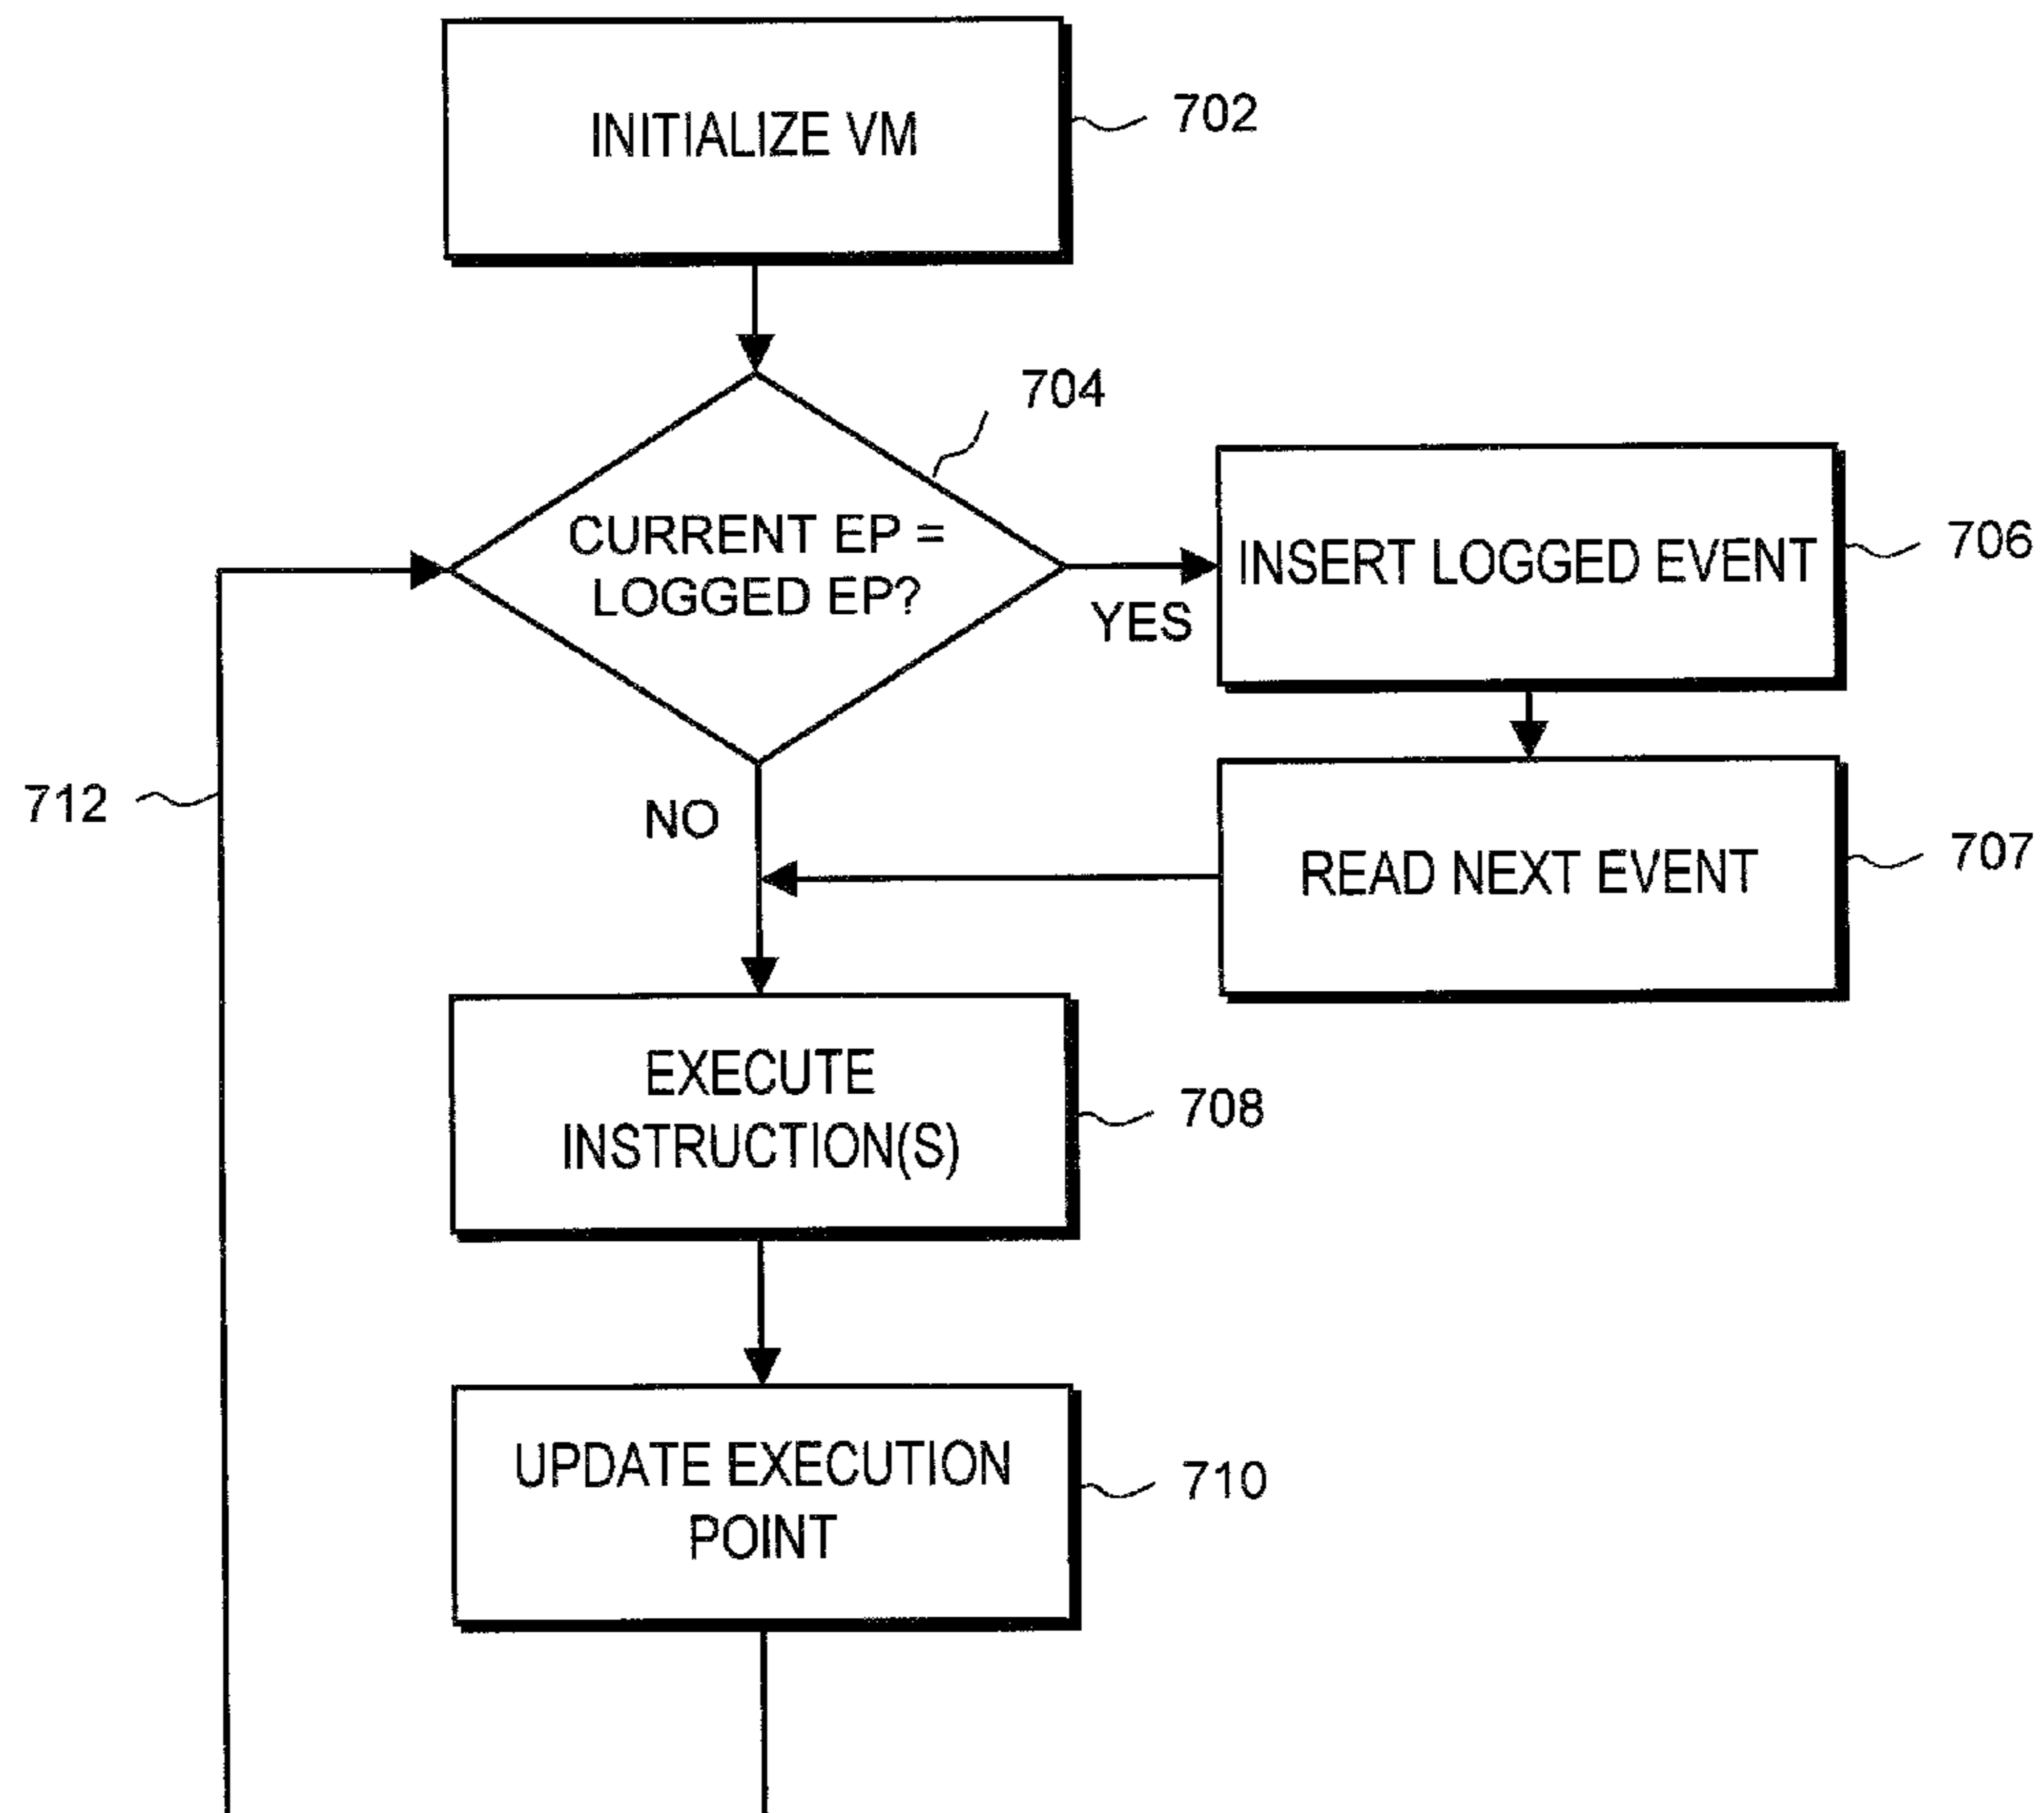 INITIALIZE VM
702
704
CURRENT EP =
LOGGED EP?
YES
INSERT LOGGED EVENT
706
712
NO
READ NEXT EVENT
707
EXECUTE
INSTRUCTION(S)
708
UPDATE EXECUTION
POINT
710